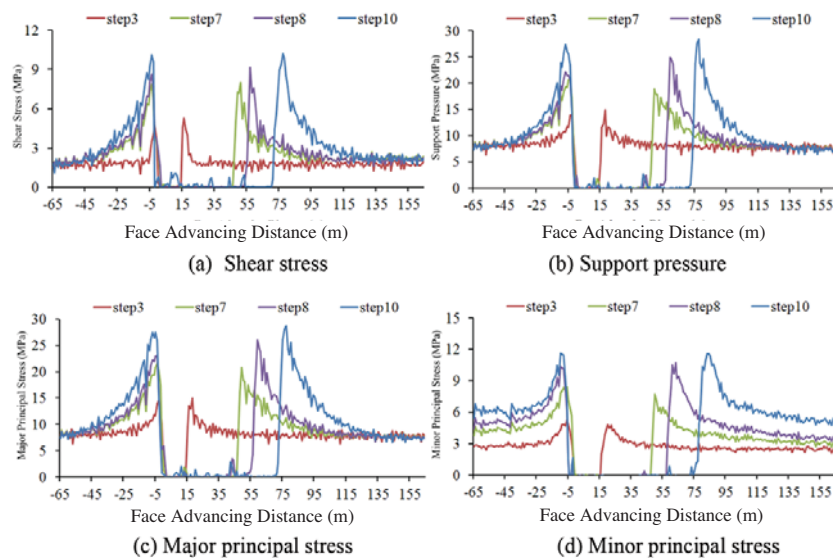 step3 step7 step8 step10
Shear Stress (MPa)
12
9
6
3
0
-65 -45 -25 -5 15 35 55 75 95 115 135 155
Face Advancing Distance (m)
(a) Shear stress
step3 step7 step8 step10
Support Pressure (MPa)
30
25
20
15
10
5
0
-65 -45 -25 -5 15 35 55 75 95 115 135 155
Face Advancing Distance (m)
(b) Support pressure
step3 step7 step8 step10
Major Principal Stress (MPa)
30
25
20
15
10
5
0
-65 -45 -25 -5 15 35 55 75 95 115 135 155
Face Advancing Distance (m)
(c) Major principal stress
step3 step7 step8 step10
Minor Principal Stress (MPa)
15
12
9
6
3
0
-65 -45 -25 -5 15 35 55 75 95 115 135 155
Face Advancing Distance (m)
(d) Minor principal stress